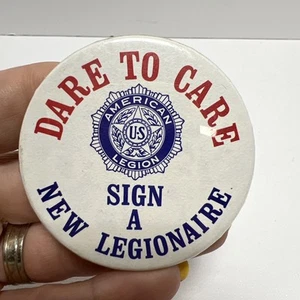 DARE TO CARE
AMERICAN
U.S
LEGION
SIGN
A
NEW LEGIONAIRE